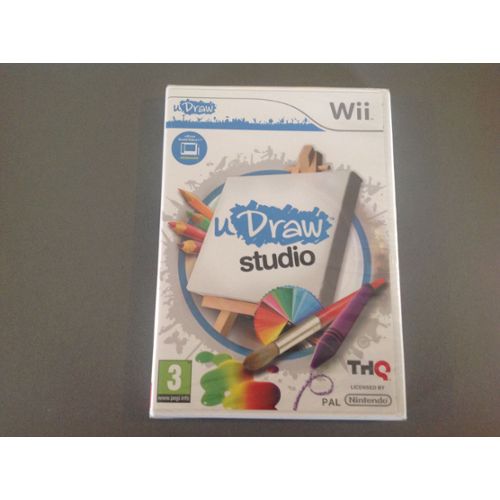 uDraw
Wii
uDraw
studio
3
www.pegi.info
THQ
LICENSED BY
PAL
Nintendo